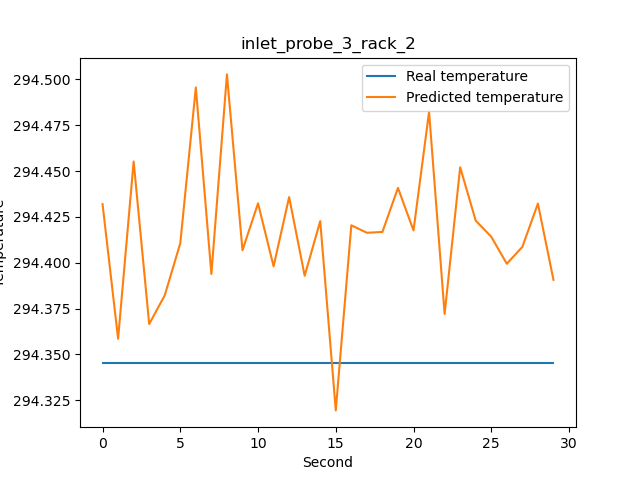 inlet_probe_3_rack_2
Real temperature
Predicted temperature
294.500
294.475
294.450
294.425
294.400
294.375
294.350
294.325
0 5 10 15 20 25 30
Second